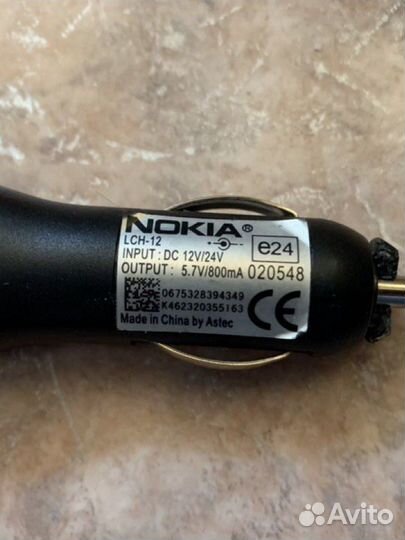 NOKIA®
LCH-12
e24
INPUT: DC 12V/24V
OUTPUT: 5.7V/800mA 020548
0675328394349
K462320355163
Made in China by Astec
CE
Avito